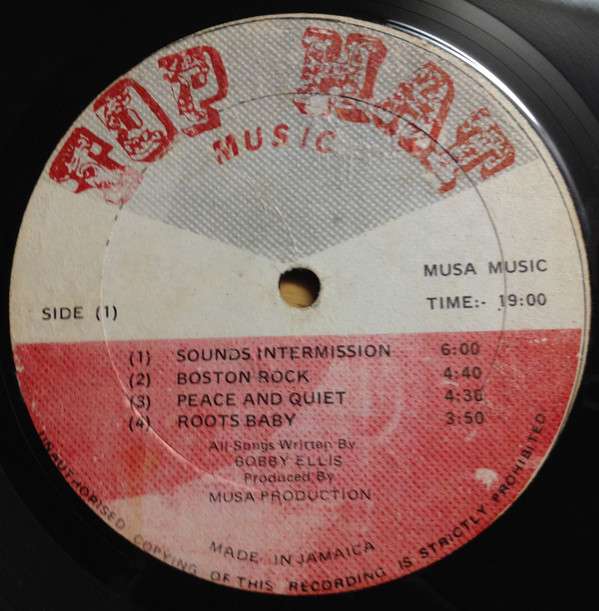 TOP HAT
MUSIC
MUSA MUSIC
SIDE (1)
TIME:- 19:00
(1) SOUNDS INTERMISSION 6:00
(2) BOSTON ROCK 4:40
(3) PEACE AND QUIET 4:30
(4) ROOTS BABY 3:50
All Songs Written By
BOBBY ELLIS
Produced By
MUSA PRODUCTION
MADE IN JAMAICA
UNAUTHORISED COPYING OF THIS RECORDING IS STRICTLY PROHIBITED